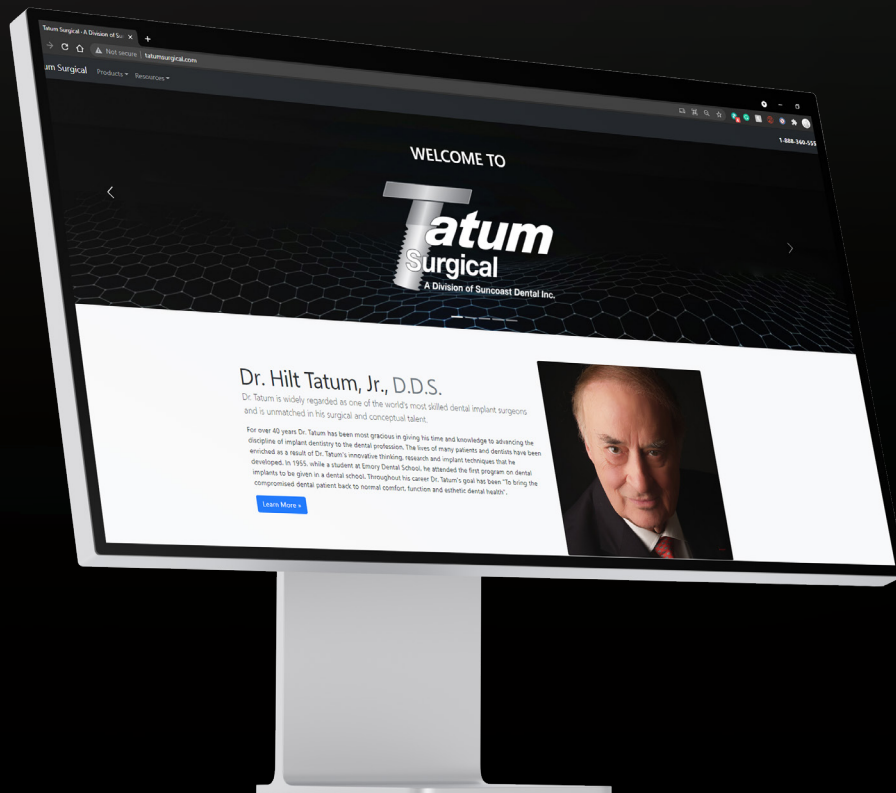 Tatum Surgical - A Division of Su
Not secure | tatumsurgical.com
um Surgical Products Resources
1-888-360-555
WELCOME TO
Tatum
Surgical
A Division of Suncoast Dental Inc.
Dr. Hilt Tatum, Jr., D.D.S.
Dr. Tatum is widely regarded as one of the world's most skilled dental implant surgeons
and is unmatched in his surgical and conceptual talent.
For over 40 years Dr. Tatum has been most gracious in giving his time and knowledge to advancing the
discipline of implant dentistry to the dental profession. The lives of many patients and dentists have been
enriched as a result of Dr. Tatum's innovative thinking, research and implant techniques that he
developed. In 1955, while a student at Emory Dental School, he attended the first program on dental
implants to be given in a dental school. Throughout his career Dr. Tatum's goal has been "To bring the
compromised dental patient back to normal comfort, function and esthetic dental health".
Learn More »